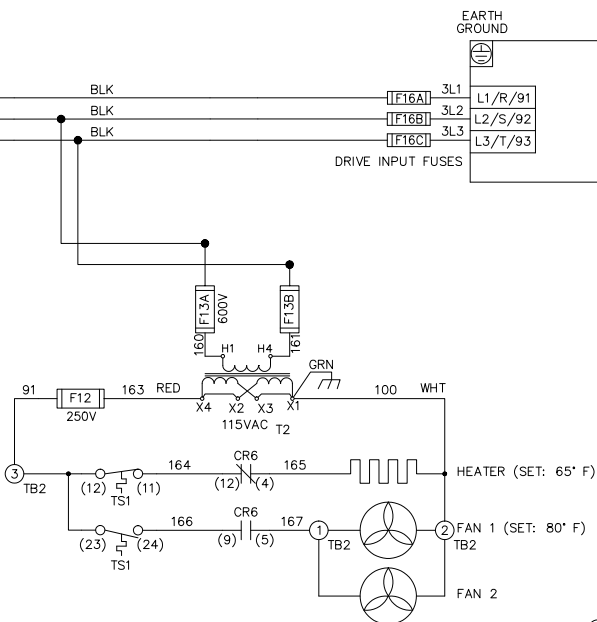 EARTH
GROUND
BLK
F16A
3L1
L1/R/91
BLK
F16B
3L2
L2/S/92
BLK
F16C
3L3
L3/T/93
DRIVE INPUT FUSES
F13A
600V
F13B
160
161
H1
H4
GRN
91
F12
250V
163
RED
X4
X2
X3
X1
100
WHT
115VAC
T2
3
TB2
(12)
(11)
TS1
164
CR6
(12)
(4)
165
HEATER (SET: 65° F)
(23)
(24)
TS1
166
CR6
(9)
(5)
167
1
TB2
2
TB2
FAN 1 (SET: 80° F)
FAN 2